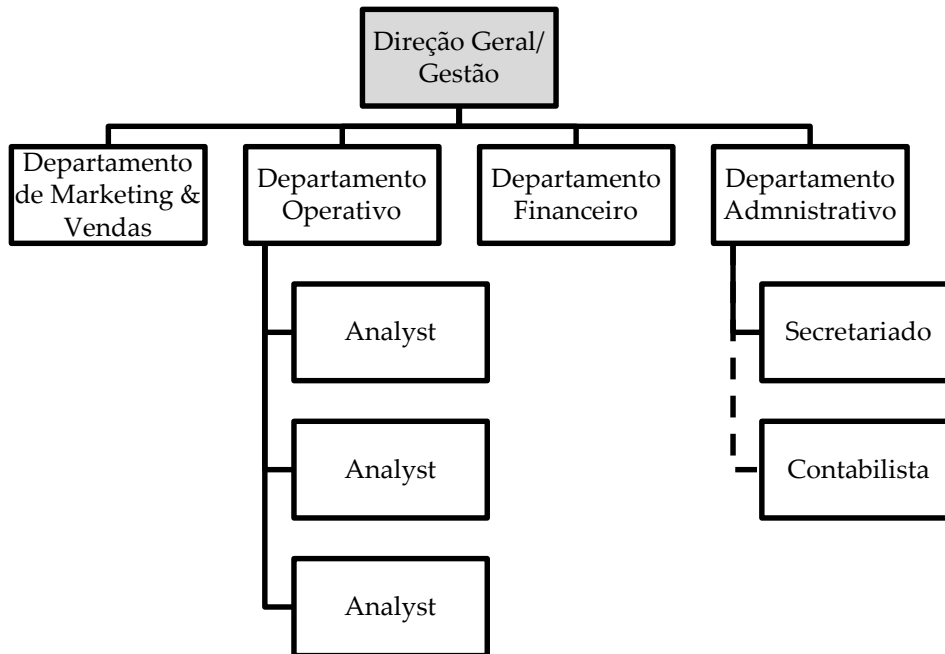 Direção Geral/
Gestão
Departamento
de Marketing &
Vendas
Departamento
Operativo
Departamento
Financeiro
Departamento
Admnistrativo
Analyst
Secretariado
Analyst
Contabilista
Analyst